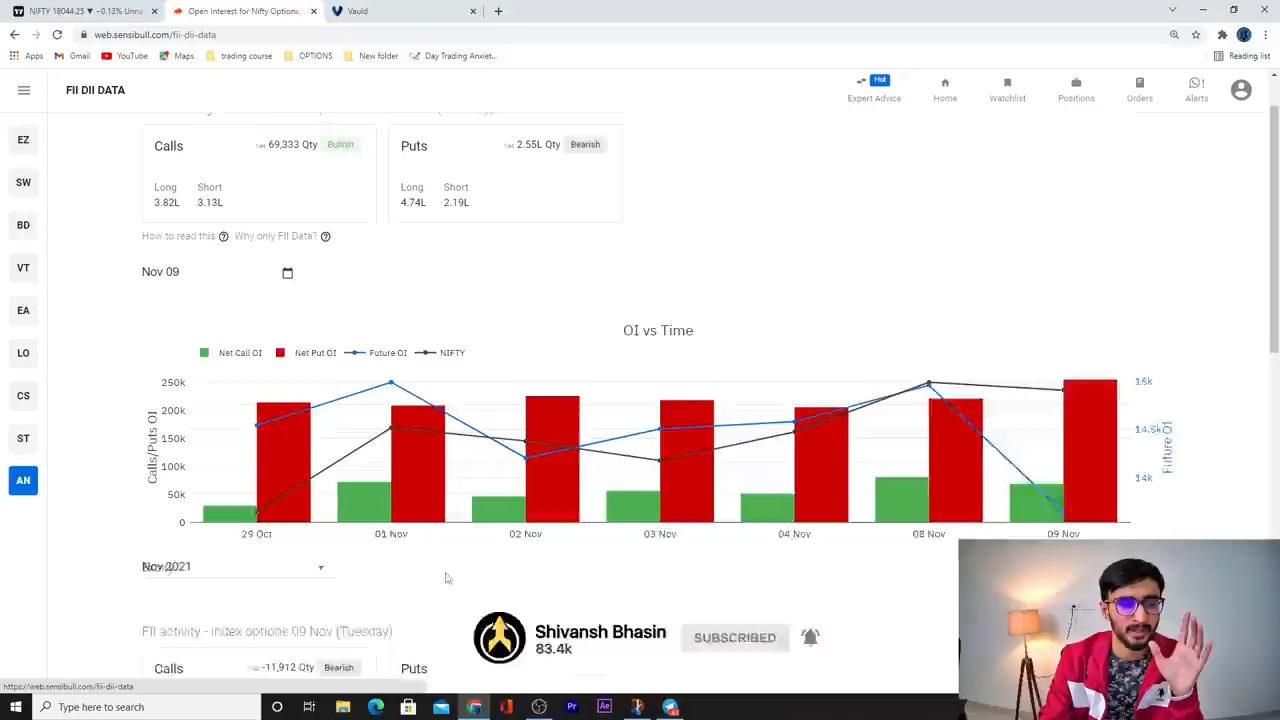 NIFTY 18044.25 ▼ −0.13% Unna
Open Interest for Nifty Options,
Vauld
web.sensibull.com/fii-dii-data
Apps
Gmail
YouTube
Maps
trading course
OPTIONS
New folder
Day Trading Anxiet...
Reading list
FII DII DATA
Hot
Expert Advice
Home
Watchlist
Positions
Orders
Alerts
EZ
SW
BD
VT
EA
LO
CS
ST
AN
Calls
Net 69,333 Qty Bullish
Long Short
3.82L 3.13L
Puts
Net 2.55L Qty Bearish
Long Short
4.74L 2.19L
How to read this Why only FII Data?
Nov 09
OI vs Time
Net Call OI Net Put OI Future OI NIFTY
Calls/Puts OI
250k
200k
150k
100k
50k
0
15k
14.5k
14k
Future OI
29 Oct 01 Nov 02 Nov 03 Nov 04 Nov 08 Nov 09 Nov
Nov 2021
FII activity - index options 09 Nov (Tuesday)
Calls
Net -11,912 Qty Bearish
Puts
Shivansh Bhasin
83.4k
SUBSCRIBED
https://web.sensibull.com/fii-dii-data
Type here to search